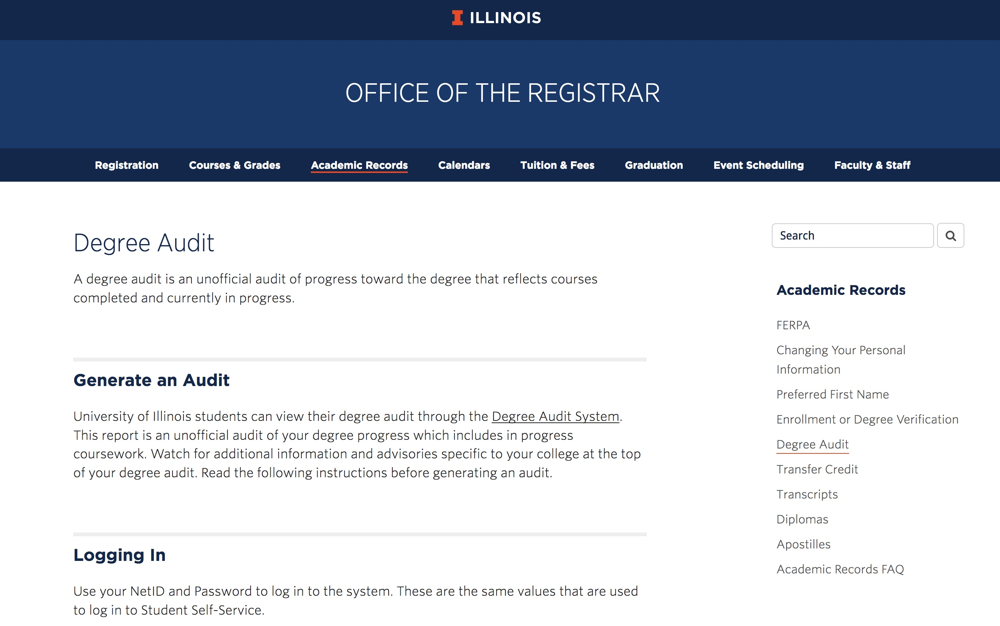 ILLINOIS
OFFICE OF THE REGISTRAR
Registration
Courses & Grades
Academic Records
Calendars
Tuition & Fees
Graduation
Event Scheduling
Faculty & Staff
Degree Audit
A degree audit is an unofficial audit of progress toward the degree that reflects courses
completed and currently in progress.
Generate an Audit
University of Illinois students can view their degree audit through the Degree Audit System.
This report is an unofficial audit of your degree progress which includes in progress
coursework. Watch for additional information and advisories specific to your college at the top
of your degree audit. Read the following instructions before generating an audit.
Logging In
Use your NetID and Password to log in to the system. These are the same values that are used
to log in to Student Self-Service.
Search
Academic Records
FERPA
Changing Your Personal
Information
Preferred First Name
Enrollment or Degree Verification
Degree Audit
Transfer Credit
Transcripts
Diplomas
Apostilles
Academic Records FAQ